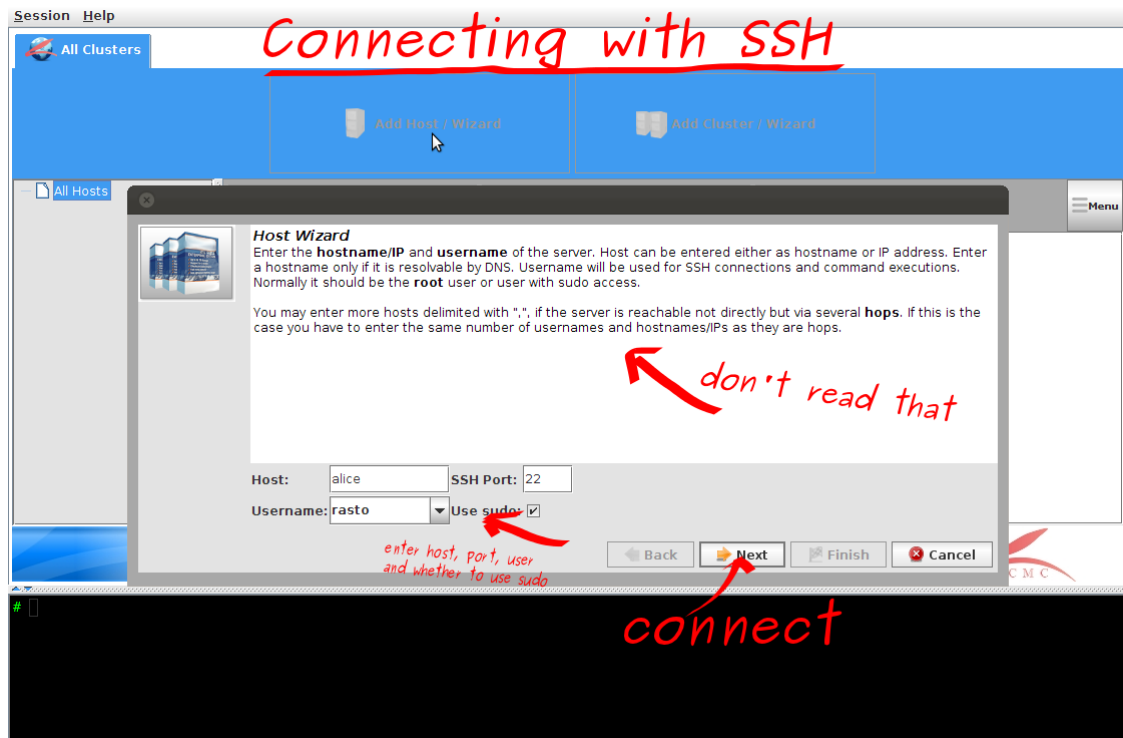 Session Help
Connecting with SSH
All Clusters
Add Host / Wizard
Add Cluster / Wizard
All Hosts
Menu
Host Wizard
Enter the hostname/IP and username of the server. Host can be entered either as hostname or IP address. Enter
a hostname only if it is resolvable by DNS. Username will be used for SSH connections and command executions.
Normally it should be the root user or user with sudo access.
You may enter more hosts delimited with ",", if the server is reachable not directly but via several hops. If this is the
case you have to enter the same number of usernames and hostnames/IPs as they are hops.
don't read that
Host: alice SSH Port: 22
Username: rasto Use sudo:
enter host, port, user
and whether to use sudo
Back Next Finish Cancel
C M C
#
connect